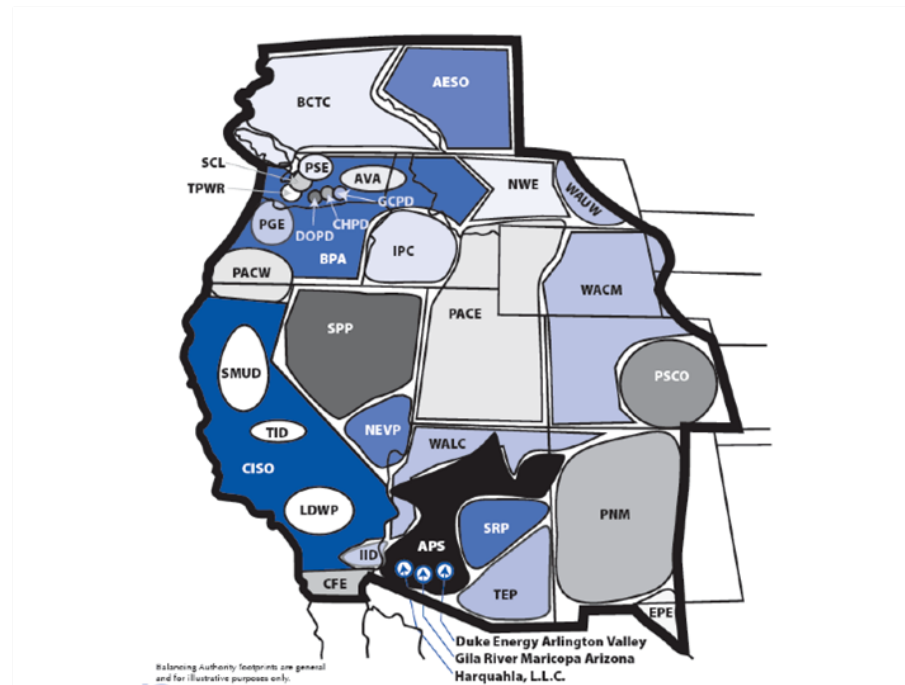 BCTC
AESO
SCL
PSE
TPWR
AVA
GCPD
NWE
WAUW
PGE
DOPD
CHPD
BPA
IPC
PACW
WACM
SPP
PACE
SMUD
PSCO
TID
NEVP
WALC
CISO
LDWP
SRP
PNM
APS
IID
CFE
TEP
EPE
Duke Energy Arlington Valley
Gila River Maricopa Arizona
Harquahla, L.L.C.
Balancing Authority footprints are general
and for illustrative purposes only.